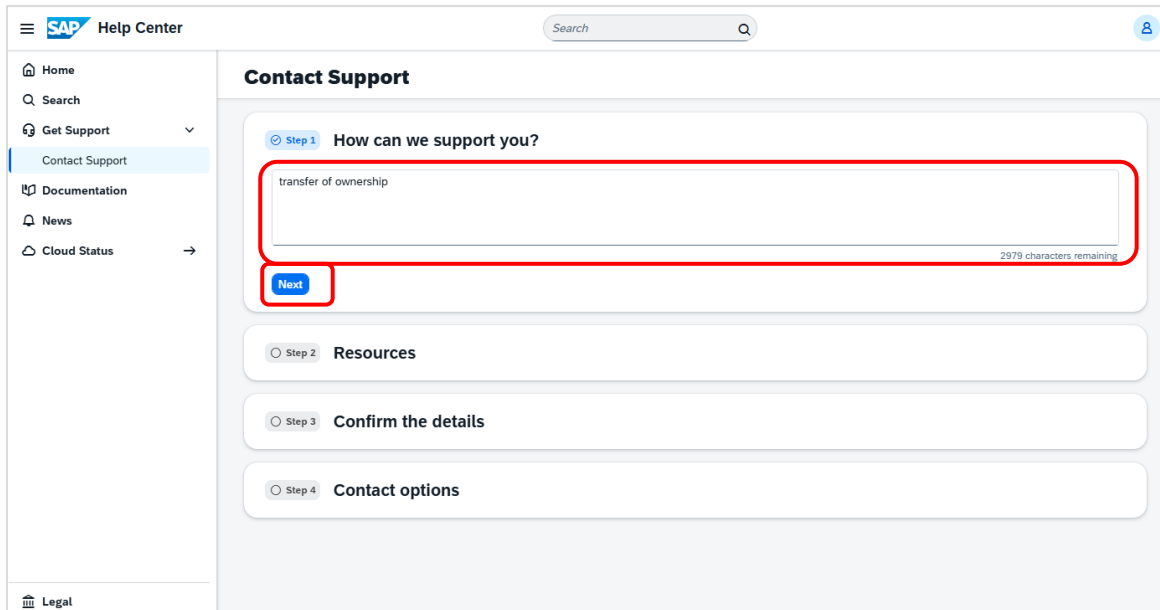 SAP Help Center
Search
Home
Search
Get Support
Contact Support
Documentation
News
Cloud Status
Legal
Contact Support
Step 1 How can we support you?
transfer of ownership
2979 characters remaining
Next
Step 2 Resources
Step 3 Confirm the details
Step 4 Contact options